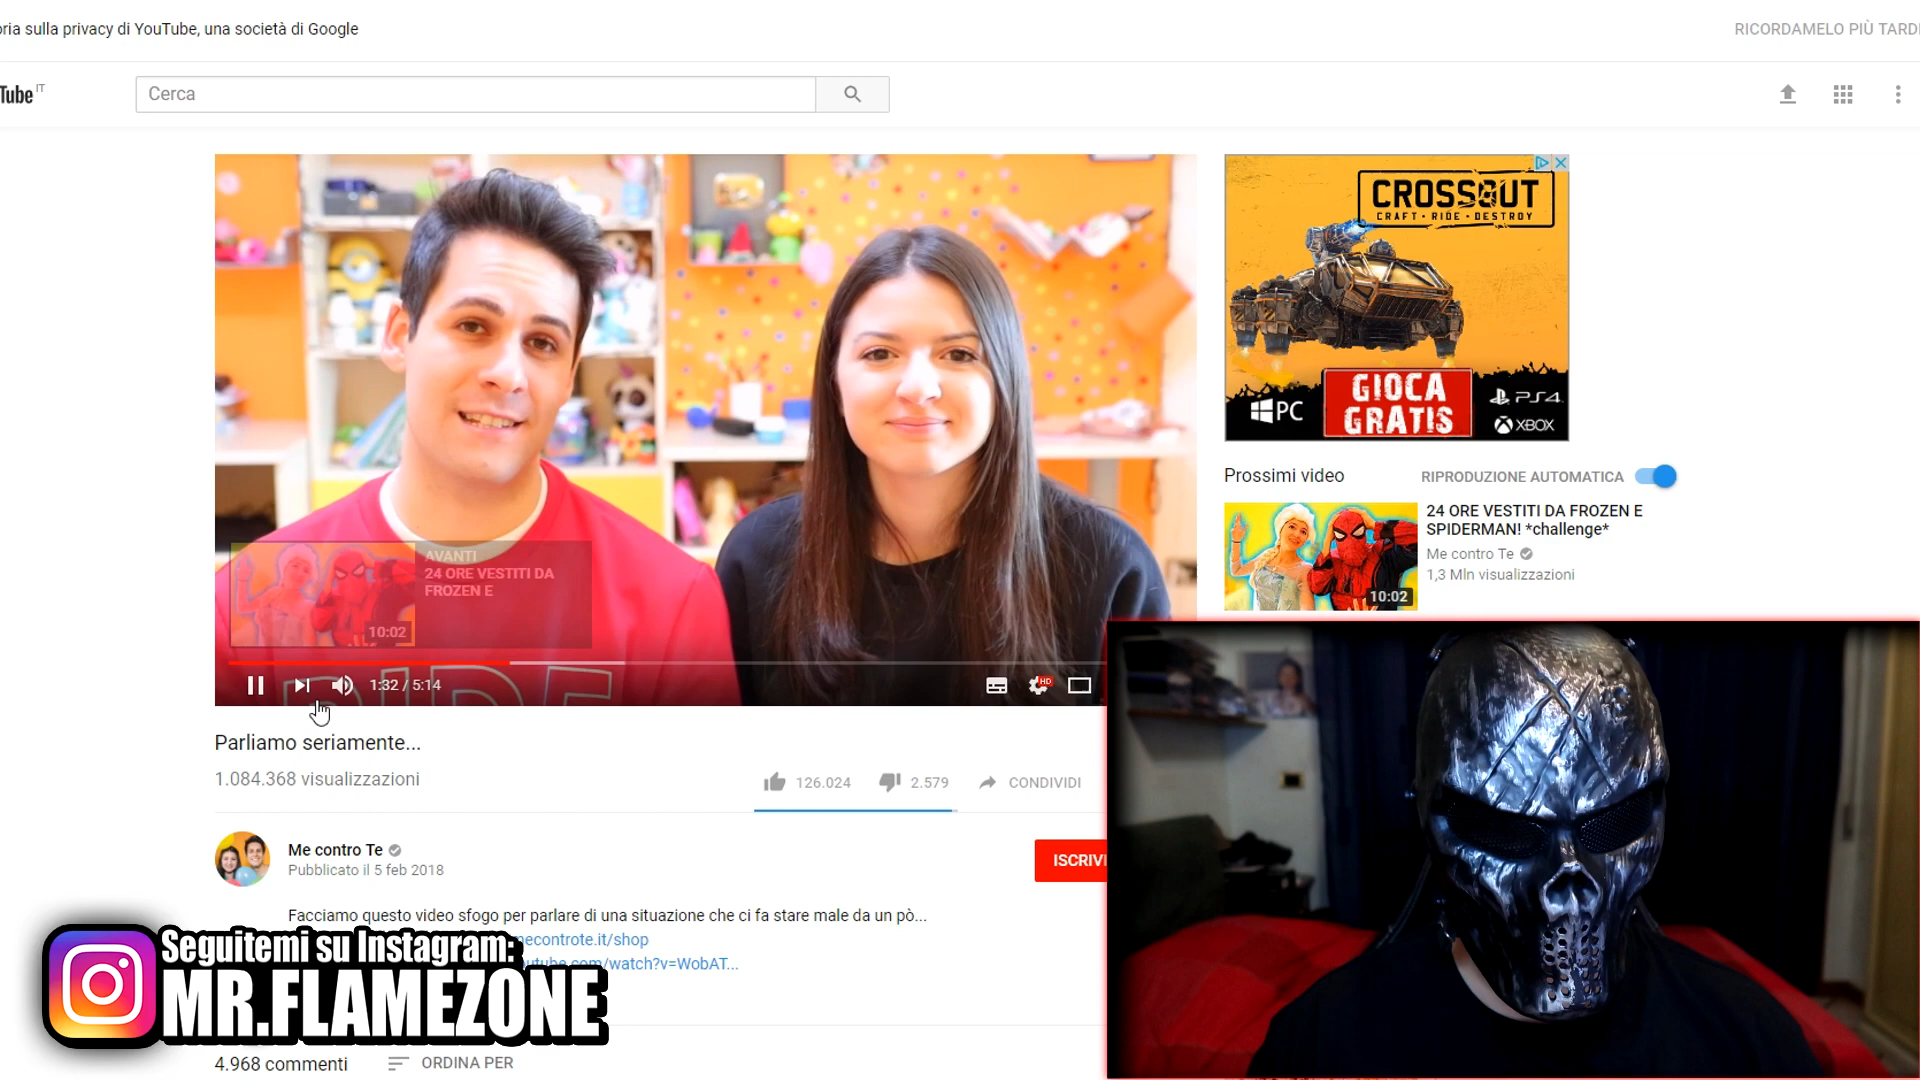 ria sulla privacy di YouTube, una società di Google
RICORDAMELO PIÙ TARDI
Tube IT
Cerca
CROSSOUT
CRAFT • RIDE • DESTROY
GIOCA
GRATIS
PC
PS4
XBOX
Prossimi video
RIPRODUZIONE AUTOMATICA
24 ORE VESTITI DA FROZEN E
SPIDERMAN! *challenge*
Me contro Te
1,3 Mln visualizzazioni
10:02
AVANTI
24 ORE VESTITI DA
FROZEN E
10:02
1:32 / 5:14
HD
Parliamo seriamente...
1.084.368 visualizzazioni
126.024
2.579
CONDIVIDI
Me contro Te
Pubblicato il 5 feb 2018
ISCRIVI
Facciamo questo video sfogo per parlare di una situazione che ci fa stare male da un pò...
mecontrote.it/shop
outube.com/watch?v=WobAT...
Seguitemi su Instagram:
MR.FLAMEZONE
4.968 commenti
ORDINA PER